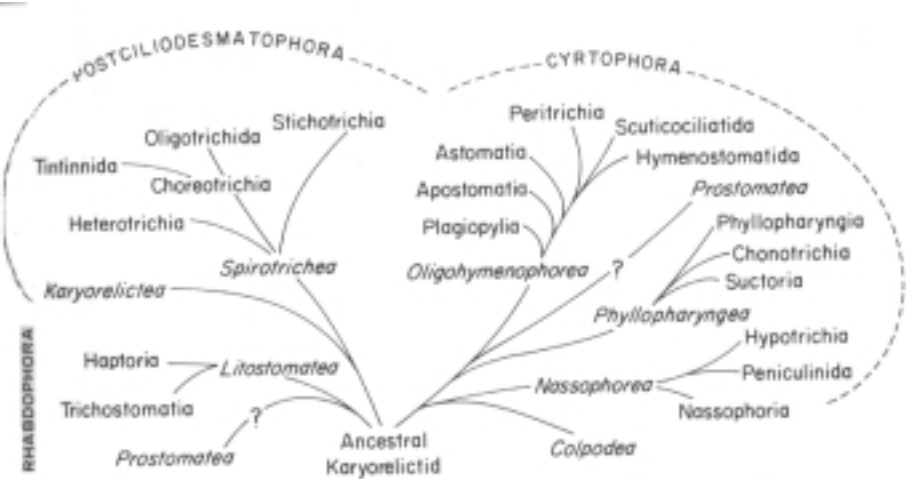 POSTCILIODESMATOPHORA
CYRTOPHORA
Peritrichia
Stichotrichia
Scuticociliatida
Oligotrichida
Astomatia
Hymenostomatida
Tintinnida
Choreotrichia
Apostomatia
Prostomatea
Heterotrichia
Plagiopylia
Phyllopharyngia
Spirotrichea
Oligohymenophorea
?
Chonotrichia
Suctoria
Karyorelictea
Phyllopharyngea
Hypotrichia
RHABDOPHORA
Haptoria
Litostomatea
Peniculinida
Nassophorea
Trichostomatia
Nassophoria
?
Ancestral
Karyorelictid
Colpodea
Prostomatea